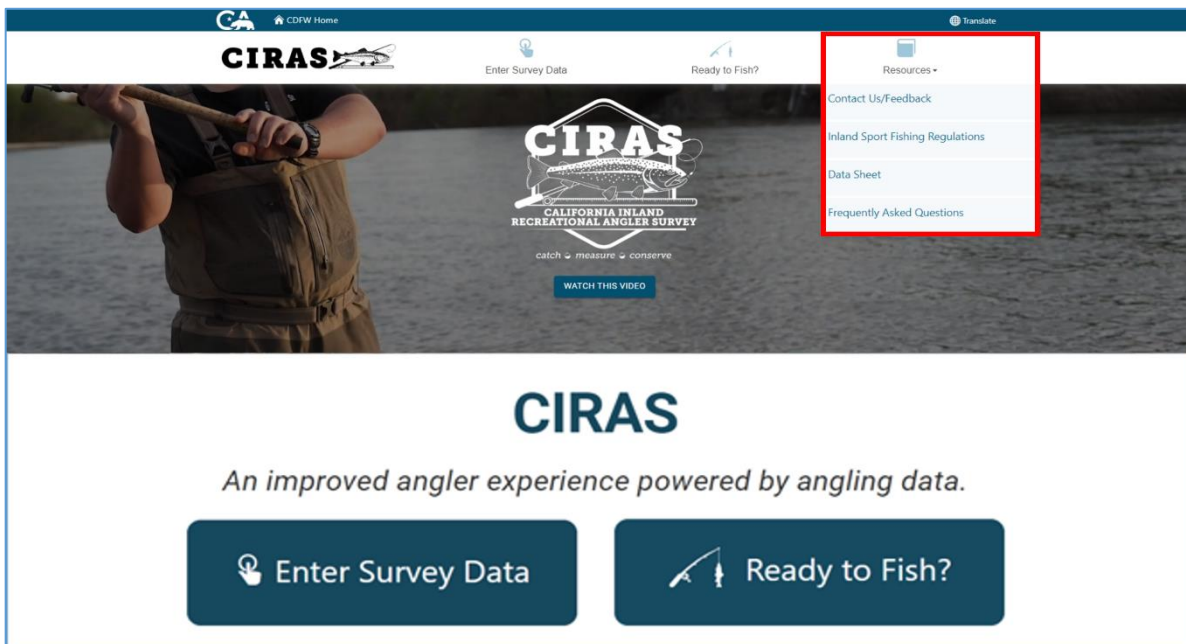 CA CDFW Home Translate
CIRAS Enter Survey Data Ready to Fish? Resources
Contact Us/Feedback
Inland Sport Fishing Regulations
Data Sheet
Frequently Asked Questions
CIRAS
CALIFORNIA INLAND
RECREATIONAL ANGLER SURVEY
catch measure conserve
WATCH THIS VIDEO
CIRAS
An improved angler experience powered by angling data.
Enter Survey Data Ready to Fish?